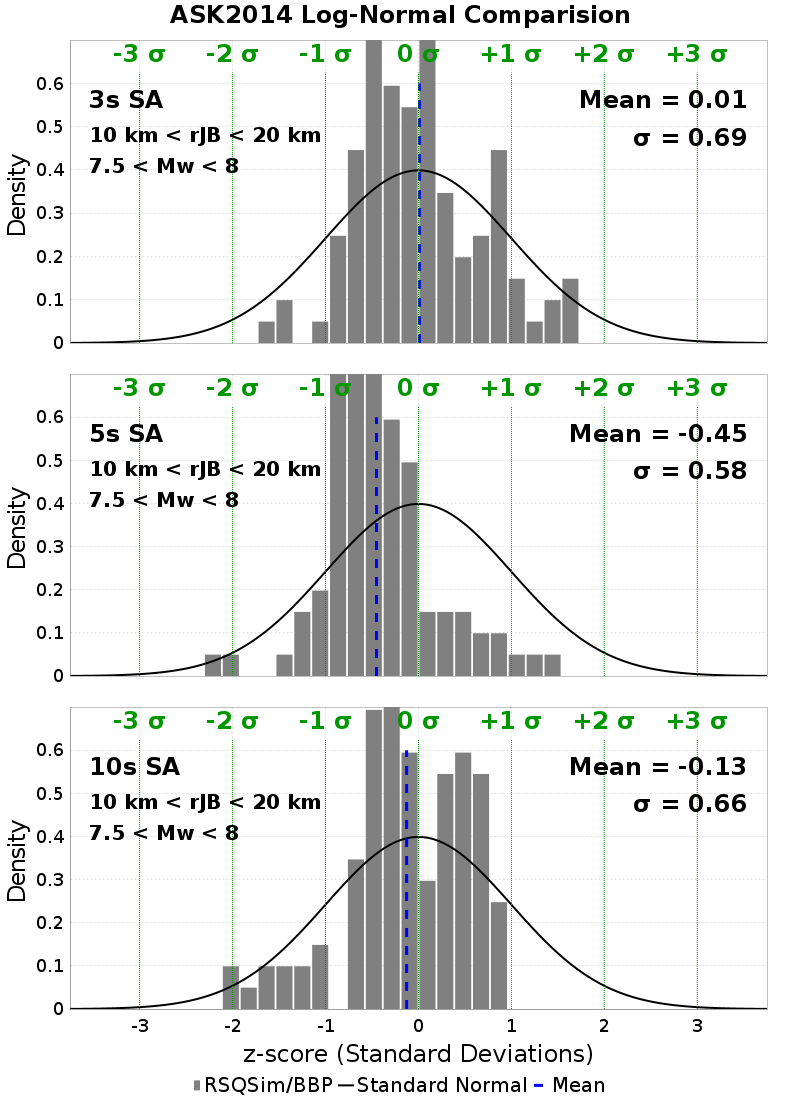 ASK2014 Log-Normal Comparision
-3 σ -2 σ -1 σ 0 σ +1 σ +2 σ +3 σ
0.6
3s SA Mean = 0.01
0.5
10 km < rJB < 20 km σ = 0.69
7.5 < Mw < 8
0.4
Density
0.3
0.2
0.1
0
-3 σ -2 σ -1 σ 0 σ +1 σ +2 σ +3 σ
0.6
5s SA Mean = -0.45
0.5
10 km < rJB < 20 km σ = 0.58
7.5 < Mw < 8
0.4
Density
0.3
0.2
0.1
0
-3 σ -2 σ -1 σ 0 σ +1 σ +2 σ +3 σ
0.6
10s SA Mean = -0.13
0.5
10 km < rJB < 20 km σ = 0.66
7.5 < Mw < 8
0.4
Density
0.3
0.2
0.1
0
-3 -2 -1 0 1 2 3
z-score (Standard Deviations)
RSQSim/BBP Standard Normal Mean